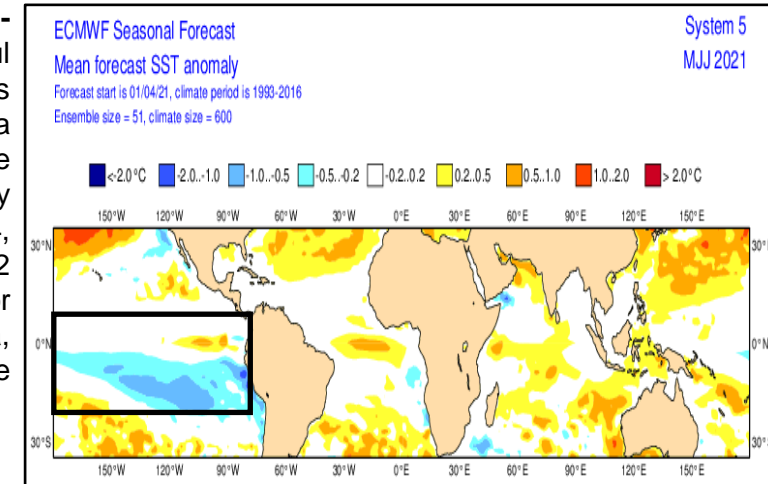 -
ul
s
a
e
y
,
2
or
,
e
ECMWF Seasonal Forecast
System 5
Mean forecast SST anomaly
MJJ 2021
Forecast start is 01/04/21, climate period is 1993-2016
Ensemble size = 51, climate size = 600
<-2.0°C -2.0..-1.0 -1.0..-0.5 -0.5..-0.2 -0.2..0.2 0.2..0.5 0.5..1.0 1.0..2.0 > 2.0°C
150°W 120°W 90°W 60°W 30°W 0°E 30°E 60°E 90°E 120°E 150°E
30°N 30°N
0°N 0°N
30°S 30°S
150°W 120°W 90°W 60°W 30°W 0°E 30°E 60°E 90°E 120°E 150°E